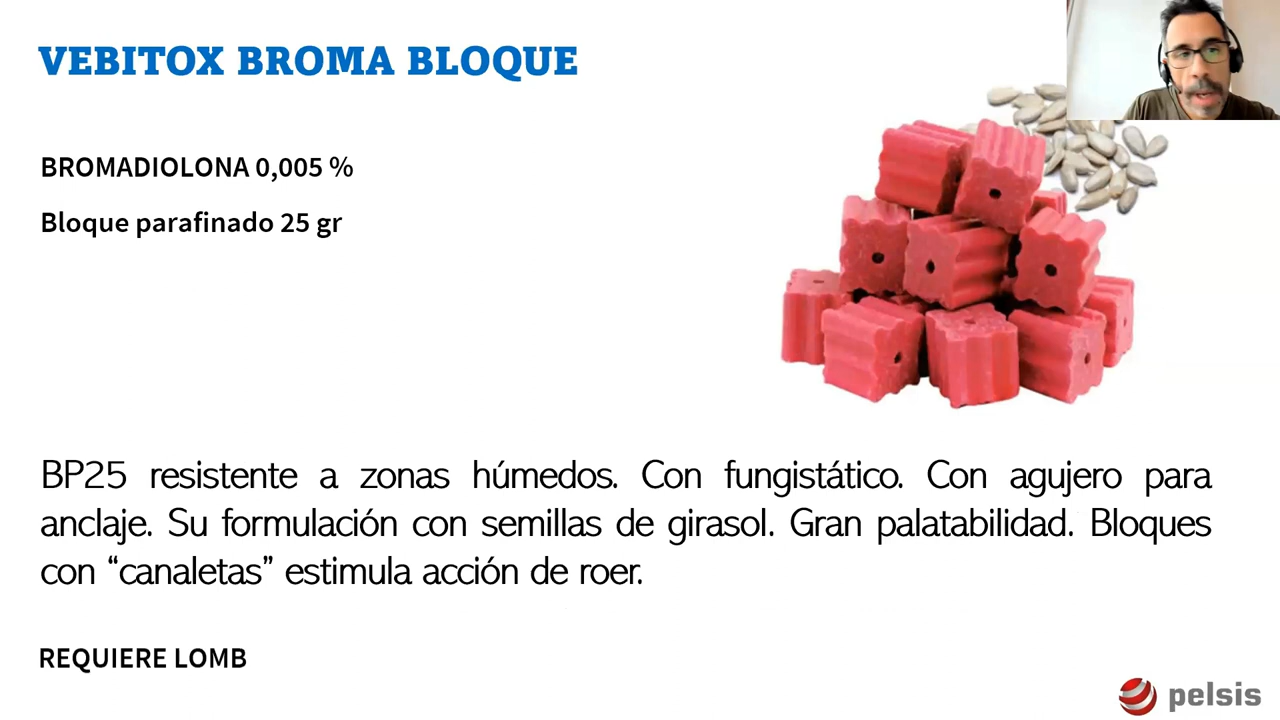 VEBITOX BROMA BLOQUE
BROMADIOLONA 0,005 %
Bloque parafinado 25 gr
BP25 resistente a zonas húmedos. Con fungistático. Con agujero para
anclaje. Su formulación con semillas de girasol. Gran palatabilidad. Bloques
con “canaletas” estimula acción de roer.
REQUIERE LOMB
pelsis